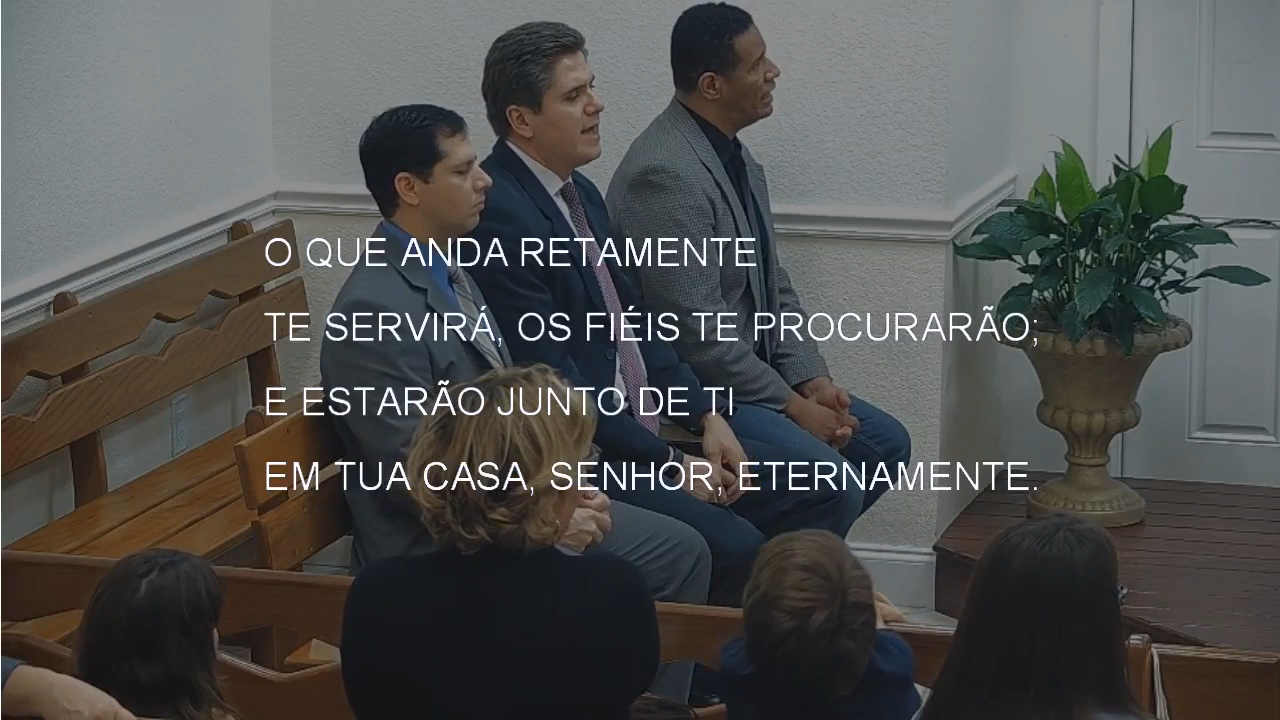 O QUE ANDA RETAMENTE
TE SERVIRÁ, OS FIÉIS TE PROCURARÃO;
E ESTARÃO JUNTO DE TI
EM TUA CASA, SENHOR, ETERNAMENTE.